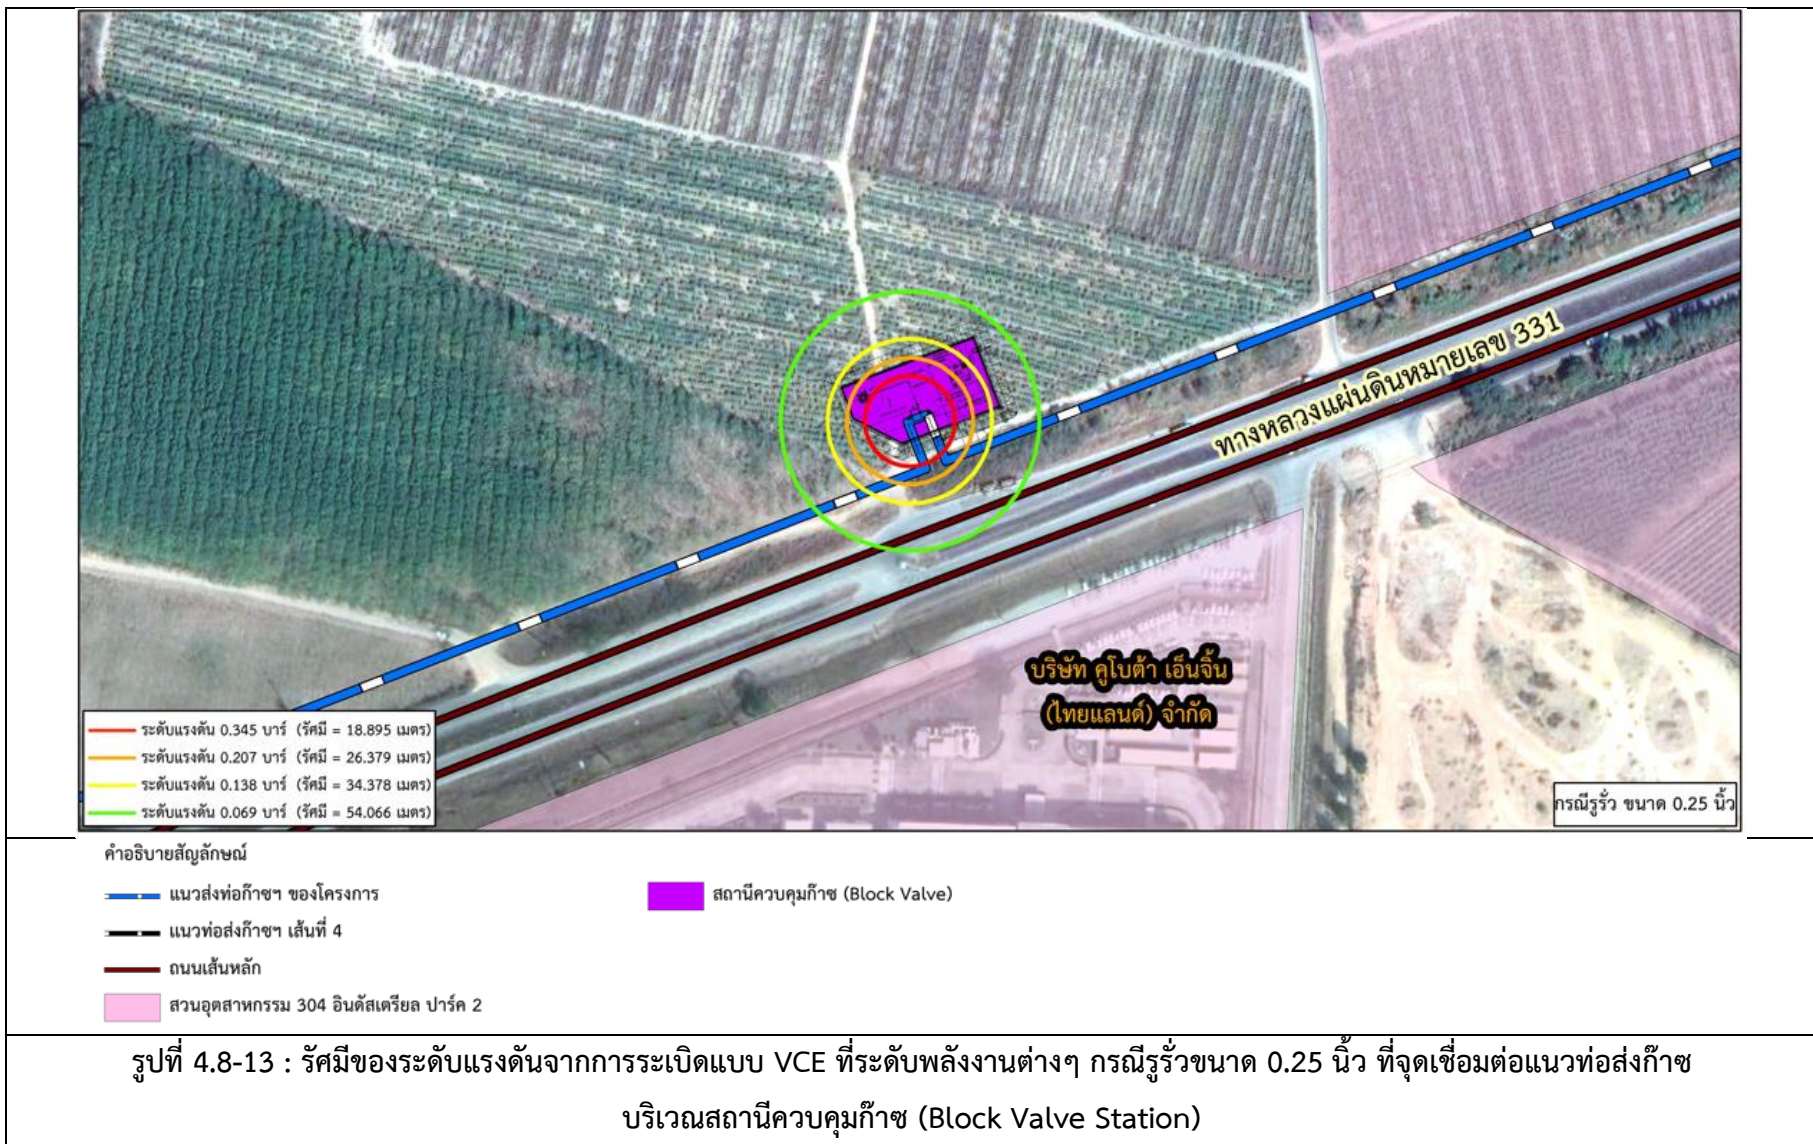 ทางหลวงแผ่นดินหมายเลข 331
บริษัท คูโบต้า เอ็นจิ้น
(ไทยแลนด์) จำกัด
ระดับแรงดัน 0.345 บาร์ (รัศมี = 18.895 เมตร)
ระดับแรงดัน 0.207 บาร์ (รัศมี = 26.379 เมตร)
ระดับแรงดัน 0.138 บาร์ (รัศมี = 34.378 เมตร)
ระดับแรงดัน 0.069 บาร์ (รัศมี = 54.066 เมตร)
กรณีรูรั่ว ขนาด 0.25 นิ้ว
คำอธิบายสัญลักษณ์
แนวส่งท่อก๊าซฯ ของโครงการ
สถานีควบคุมก๊าซ (Block Valve)
แนวท่อส่งก๊าซฯ เส้นที่ 4
ถนนเส้นหลัก
สวนอุตสาหกรรม 304 อินดัสเตรียล ปาร์ค 2
รูปที่ 4.8-13 : รัศมีของระดับแรงดันจากการระเบิดแบบ VCE ที่ระดับพลังงานต่างๆ กรณีรูรั่วขนาด 0.25 นิ้ว ที่จุดเชื่อมต่อแนวท่อส่งก๊าซ
บริเวณสถานีควบคุมก๊าซ (Block Valve Station)